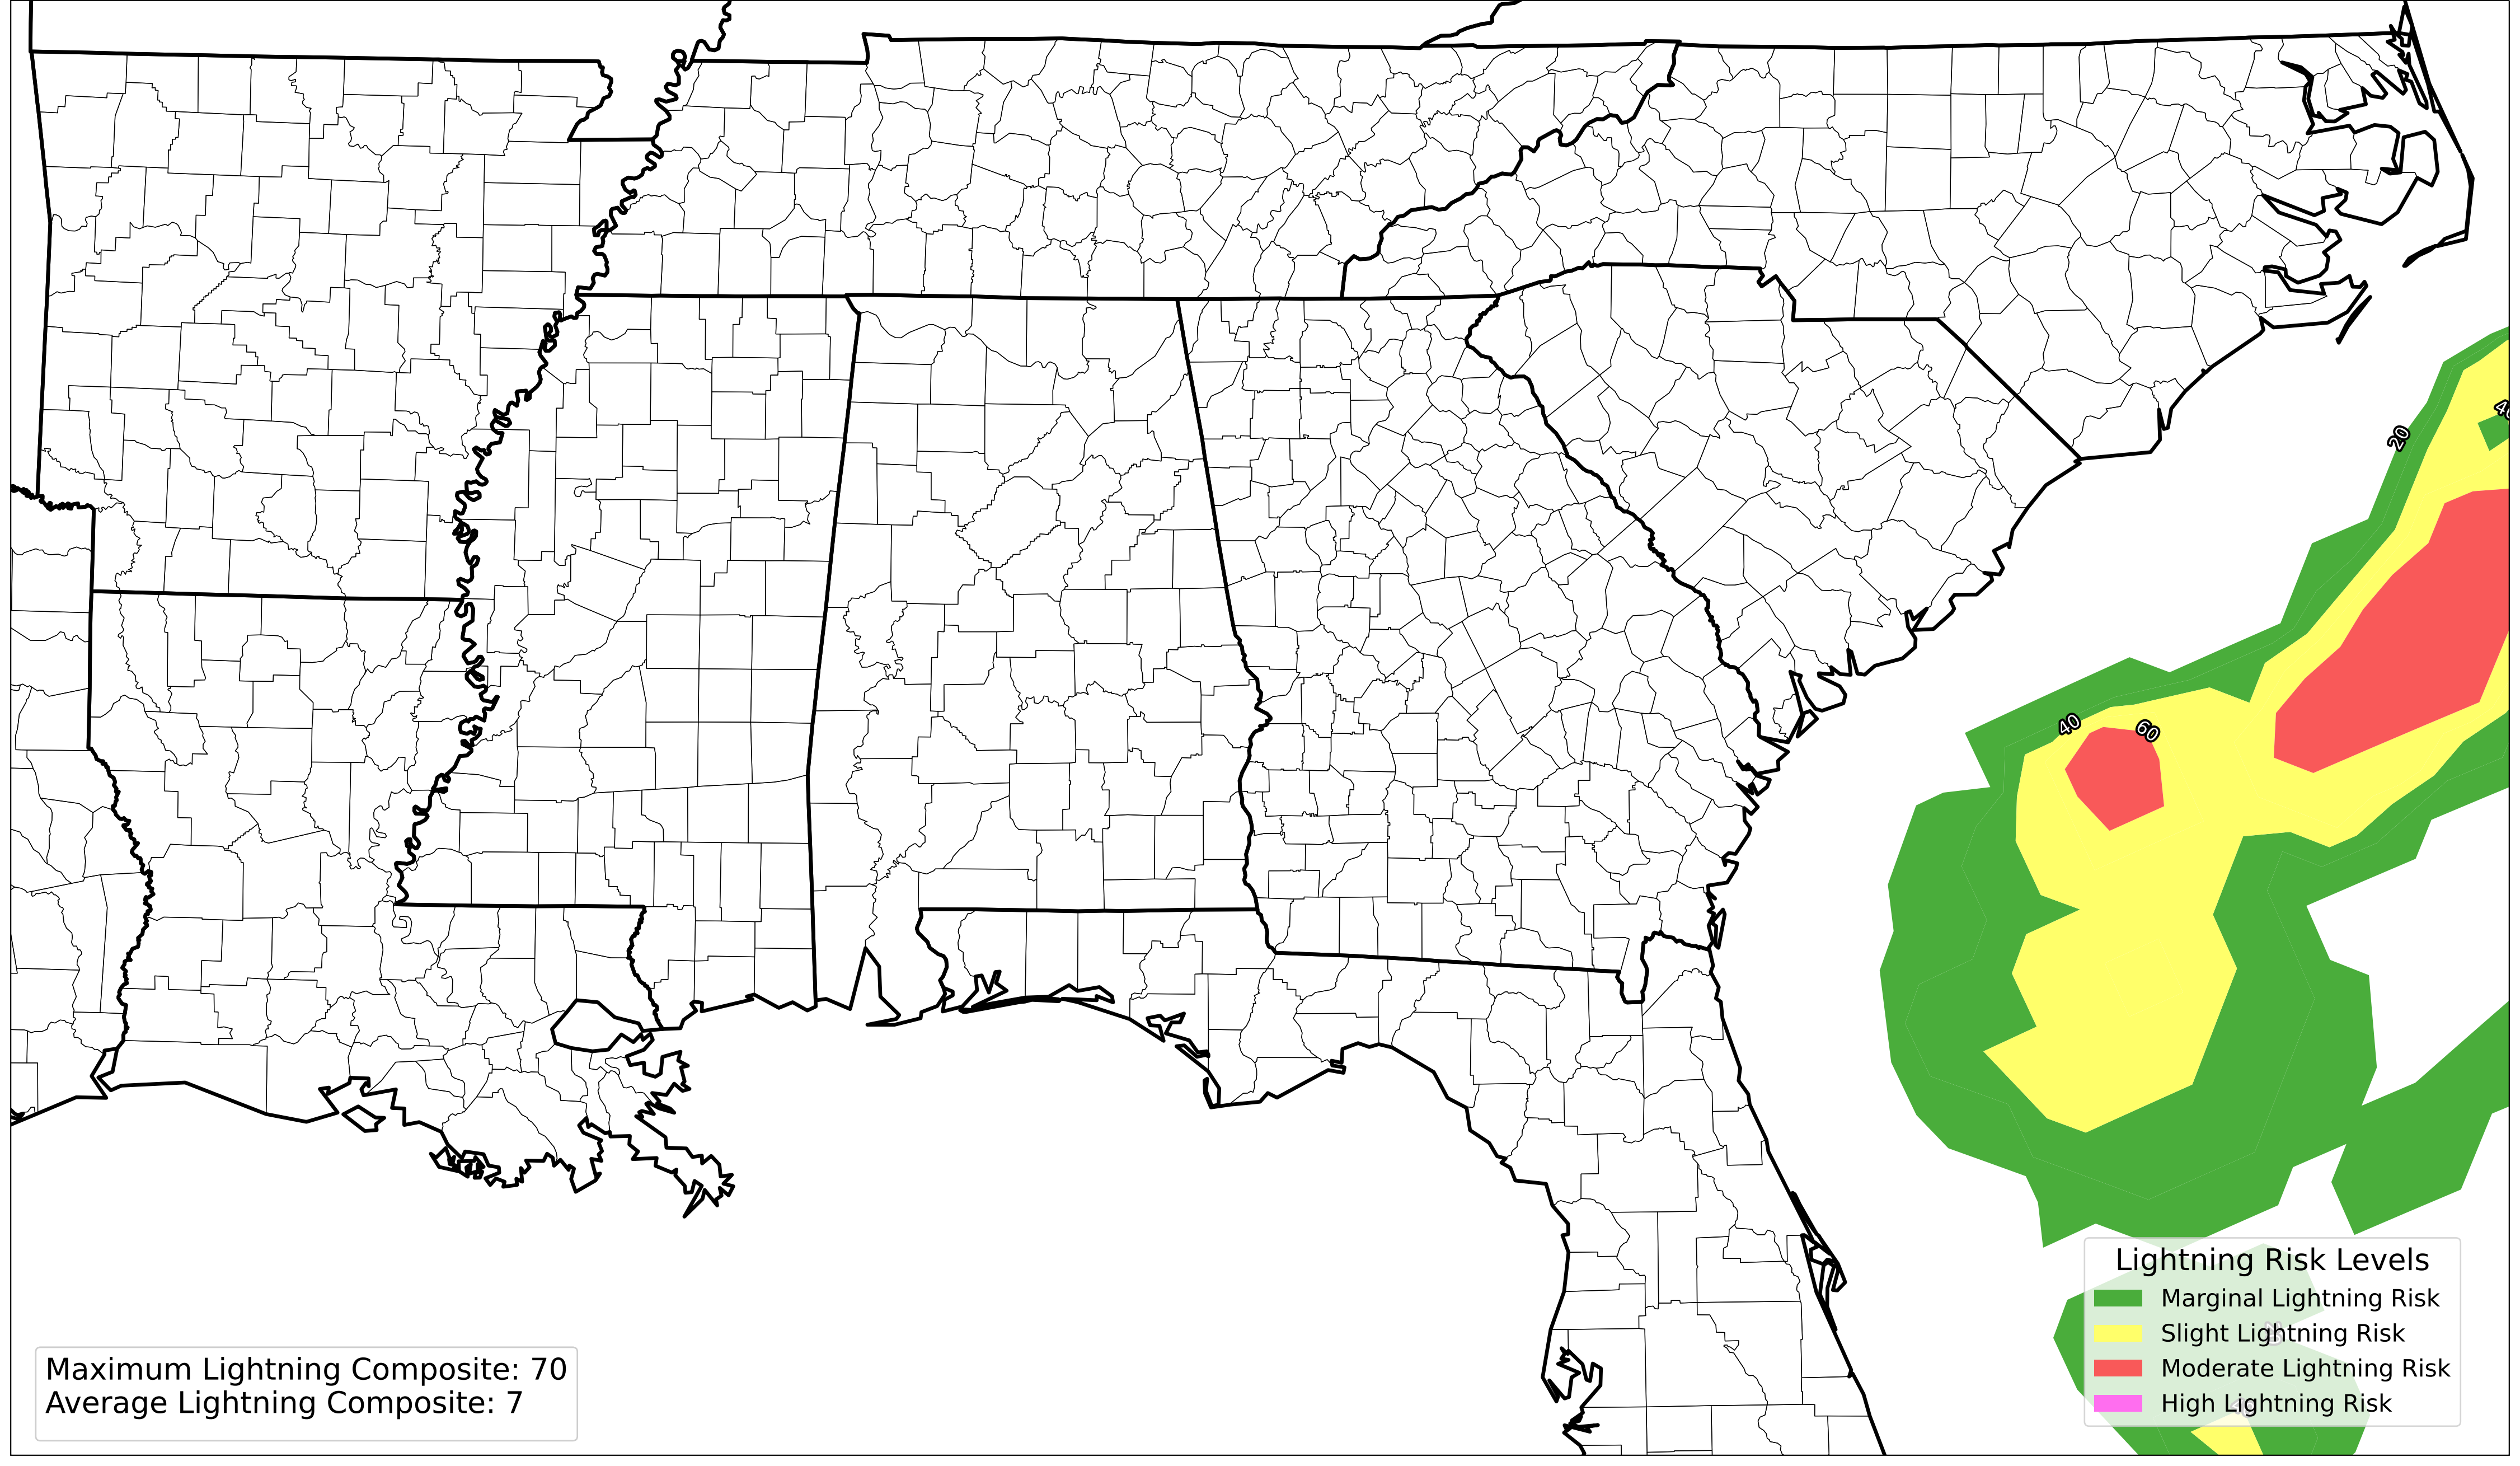 20
40
60
Lightning Risk Levels
Marginal Lightning Risk
Slight Lightning Risk
Moderate Lightning Risk
High Lightning Risk
Maximum Lightning Composite: 70
Average Lightning Composite: 7